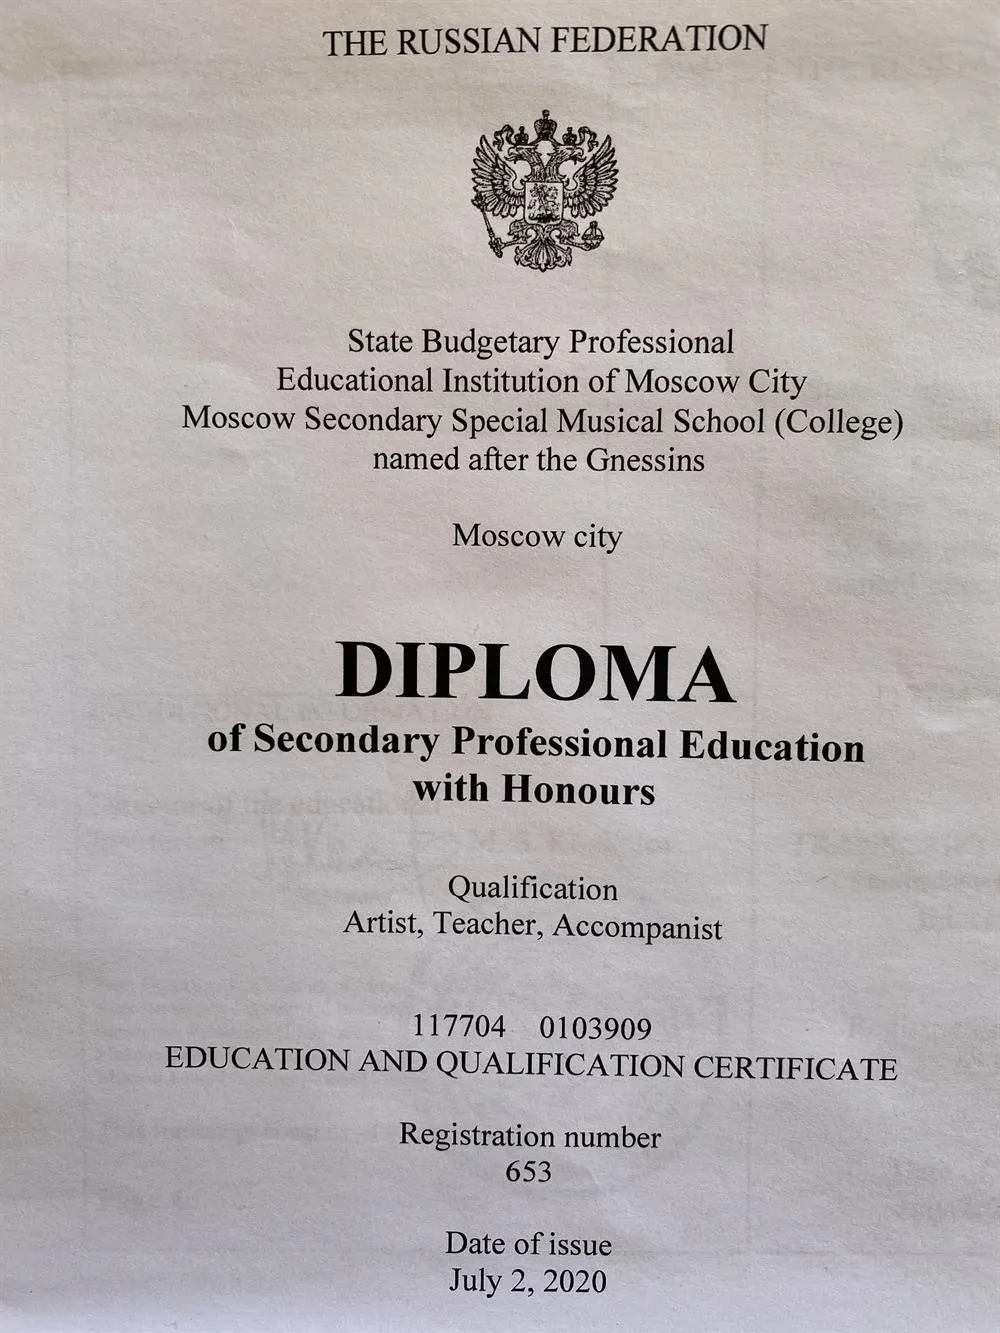 THE RUSSIAN FEDERATION
State Budgetary Professional
Educational Institution of Moscow City
Moscow Secondary Special Musical School (College)
named after the Gnessins
Moscow city
DIPLOMA
of Secondary Professional Education
with Honours
Qualification
Artist, Teacher, Accompanist
117704 0103909
EDUCATION AND QUALIFICATION CERTIFICATE
Registration number
653
Date of issue
July 2, 2020